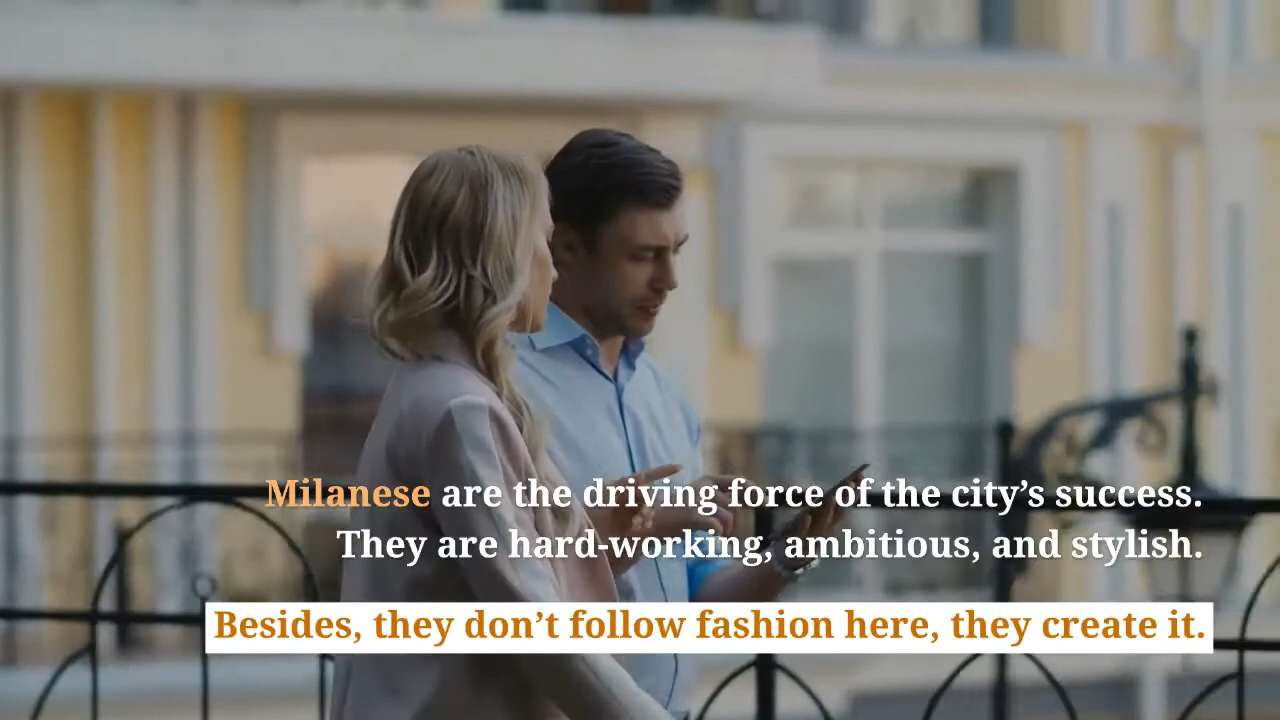 Milanese are the driving force of the city’s success.
They are hard-working, ambitious, and stylish.
Besides, they don’t follow fashion here, they create it.